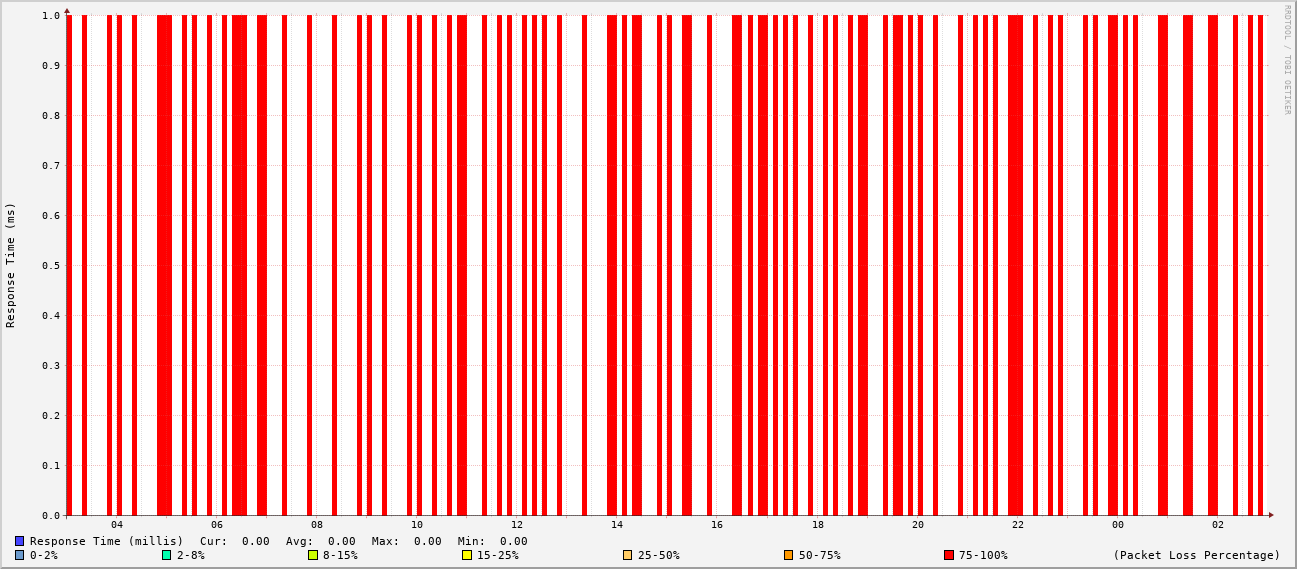 RRDTOOL / TOBI OETIKER
Response Time (ms)
1.0
0.9
0.8
0.7
0.6
0.5
0.4
0.3
0.2
0.1
0.0
04 06 08 10 12 14 16 18 20 22 00 02
Response Time (millis) Cur: 0.00 Avg: 0.00 Max: 0.00 Min: 0.00
0-2% 2-8% 8-15% 15-25% 25-50% 50-75% 75-100% (Packet Loss Percentage)